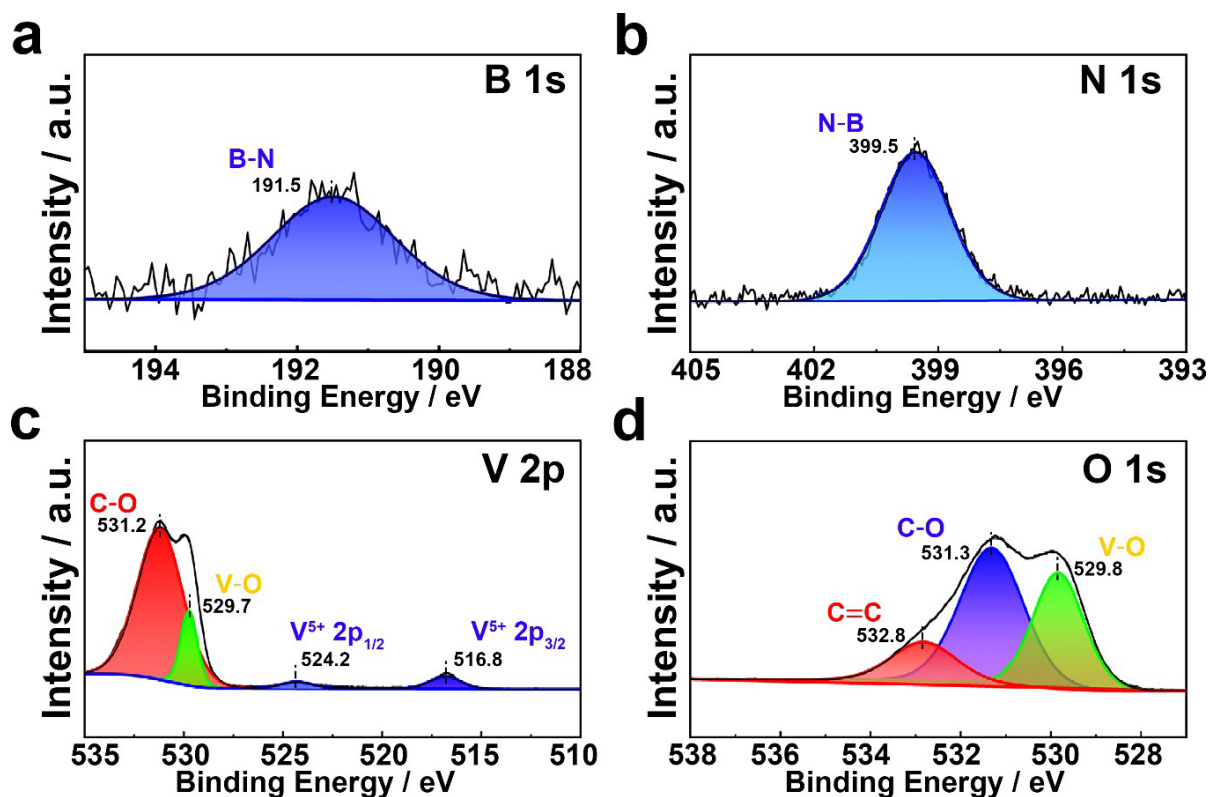 a
B 1s
B-N
191.5
Intensity / a.u.
194 192 190 188
Binding Energy / eV
b
N 1s
N-B
399.5
Intensity / a.u.
405 402 399 396 393
Binding Energy / eV
c
V 2p
C-O
531.2
V-O
529.7
V⁵⁺ 2p₁/₂
524.2
V⁵⁺ 2p₃/₂
516.8
Intensity / a.u.
535 530 525 520 515 510
Binding Energy / eV
d
O 1s
C-O
531.3
V-O
529.8
C=C
532.8
Intensity / a.u.
538 536 534 532 530 528
Binding Energy / eV